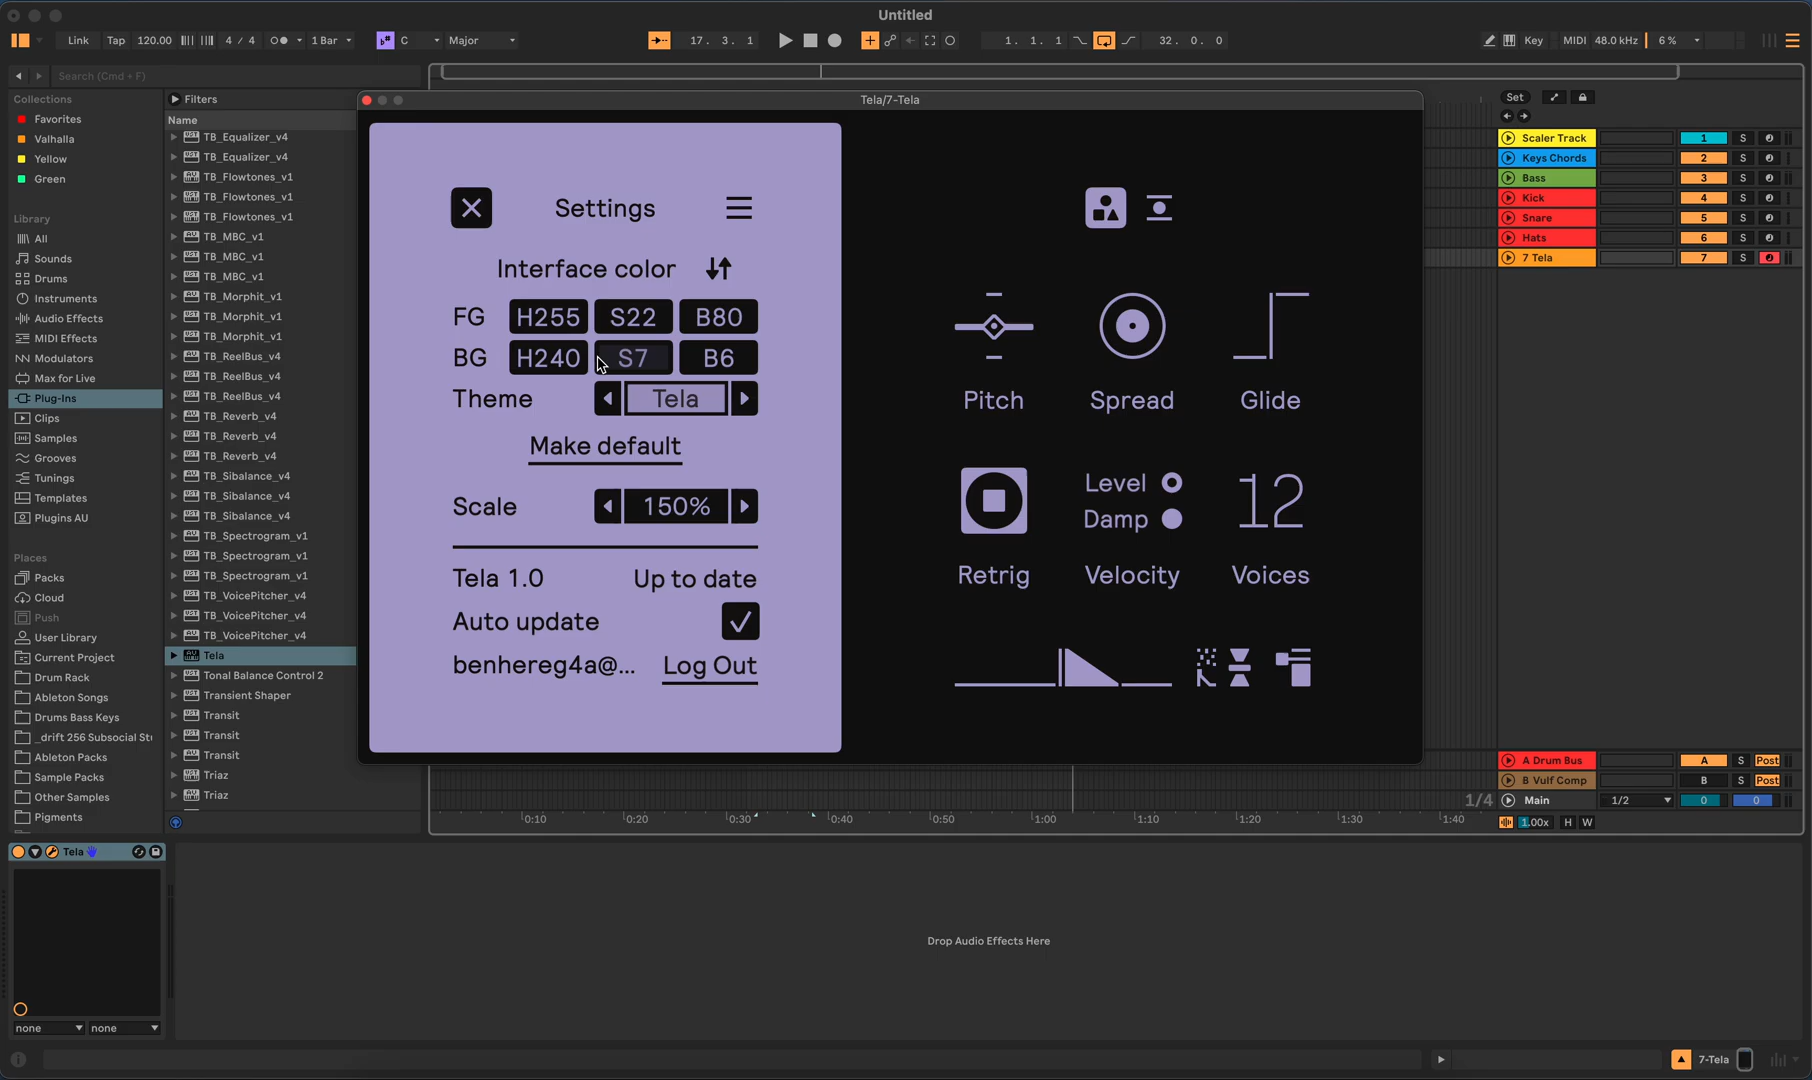 Untitled
Link Tap 120.00 4 / 4 1 Bar C Major 17. 3. 1 1. 1. 1 32. 0. 0 Key MIDI 48.0 kHz 6 %
Search (Cmd + F)
Collections
Favorites
Valhalla
Yellow
Green
Library
All
Sounds
Drums
Instruments
Audio Effects
MIDI Effects
Modulators
Max for Live
Plug-Ins
Clips
Samples
Grooves
Tunings
Templates
Plugins AU
Places
Packs
Cloud
Push
User Library
Current Project
Drum Rack
Ableton Songs
Drums Bass Keys
_drift 256 Subsocial Stu
Ableton Packs
Sample Packs
Other Samples
Pigments
Filters
Name
TB_Equalizer_v4
TB_Equalizer_v4
TB_Flowtones_v1
TB_Flowtones_v1
TB_Flowtones_v1
TB_MBC_v1
TB_MBC_v1
TB_MBC_v1
TB_Morphit_v1
TB_Morphit_v1
TB_Morphit_v1
TB_ReelBus_v4
TB_ReelBus_v4
TB_ReelBus_v4
TB_Reverb_v4
TB_Reverb_v4
TB_Reverb_v4
TB_Sibalance_v4
TB_Sibalance_v4
TB_Sibalance_v4
TB_Spectrogram_v1
TB_Spectrogram_v1
TB_Spectrogram_v1
TB_VoicePitcher_v4
TB_VoicePitcher_v4
TB_VoicePitcher_v4
Tela
Tonal Balance Control 2
Transient Shaper
Transit
Transit
Transit
Triaz
Triaz
Tela/7-Tela
Settings
Interface color
FG H255 S22 B80
BG H240 S7 B6
Theme Tela
Make default
Scale 150%
Tela 1.0 Up to date
Auto update
benhereg4a@... Log Out
Pitch Spread Glide
Level
Damp
12
Retrig Velocity Voices
Set
Scaler Track 1 S
Keys Chords 2 S
Bass 3 S
Kick 4 S
Snare 5 S
Hats 6 S
7 Tela 7 S
A Drum Bus A S Post
B Vulf Comp B S Post
1/4 Main 1/2 0 0
0:10 0:20 0:30 0:40 0:50 1:00 1:10 1:20 1:30 1:40 1.00x H W
Tela
none none
Drop Audio Effects Here
7-Tela